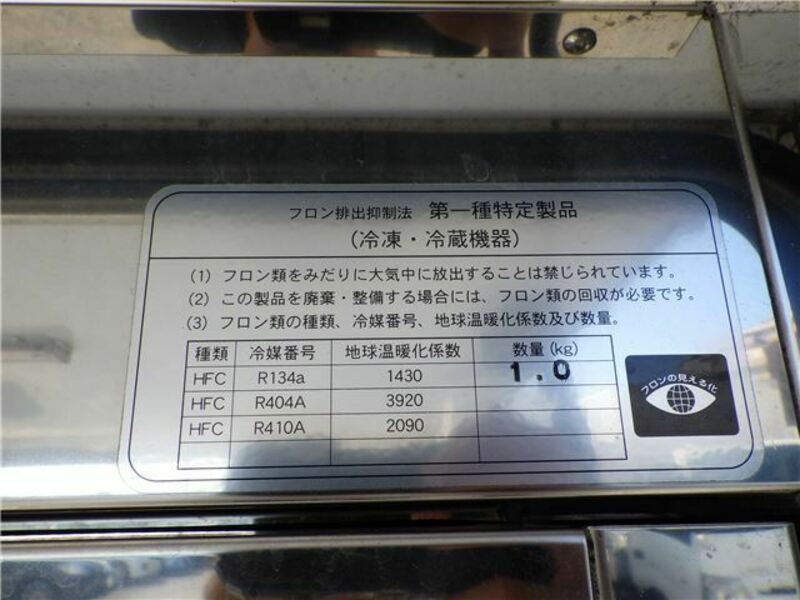 フロン排出抑制法 第一種特定製品
(冷凍・冷蔵機器)
(1) フロン類をみだりに大気中に放出することは禁じられています。
(2) この製品を廃棄・整備する場合には、フロン類の回収が必要です。
(3) フロン類の種類、冷媒番号、地球温暖化係数及び数量。
種類 冷媒番号 地球温暖化係数 数量(kg)
HFC R134a 1430 1.0
HFC R404A 3920
HFC R410A 2090
フロンの見える化